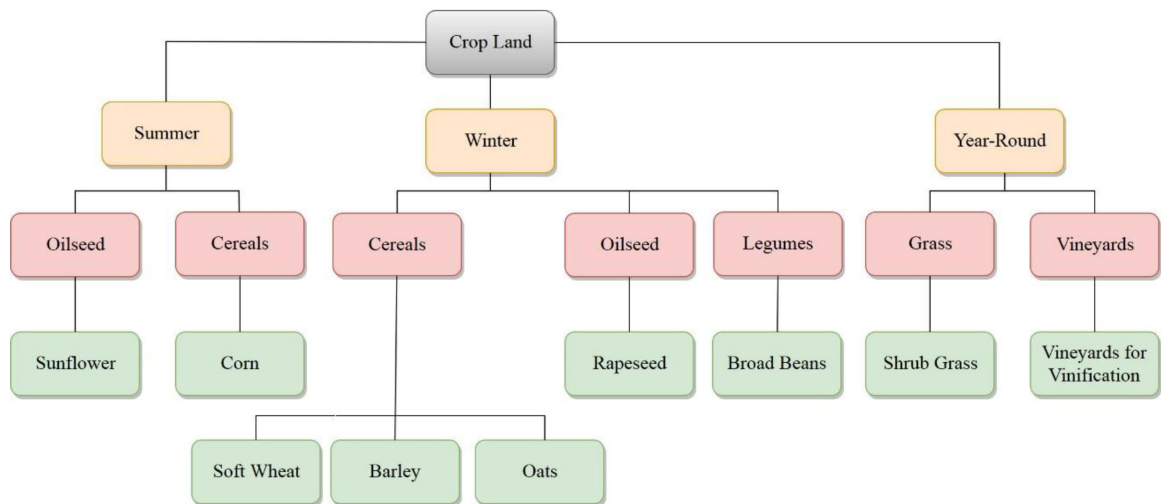 Crop Land
Summer
Winter
Year-Round
Oilseed
Cereals
Cereals
Oilseed
Legumes
Grass
Vineyards
Sunflower
Corn
Rapeseed
Broad Beans
Shrub Grass
Vineyards for
Vinification
Soft Wheat
Barley
Oats